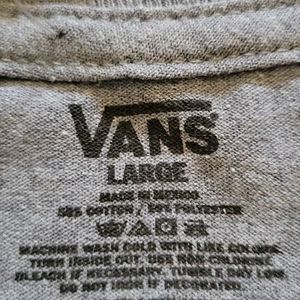 VANS
LARGE
MADE IN MEXICO
50% COTTON / 50% POLYESTER
MACHINE WASH COLD WITH LIKE COLORS
TURN INSIDE OUT. USE NON-CHLORINE
BLEACH IF NECESSARY. TUMBLE DRY LOW
DO NOT IRON IF DECORATED